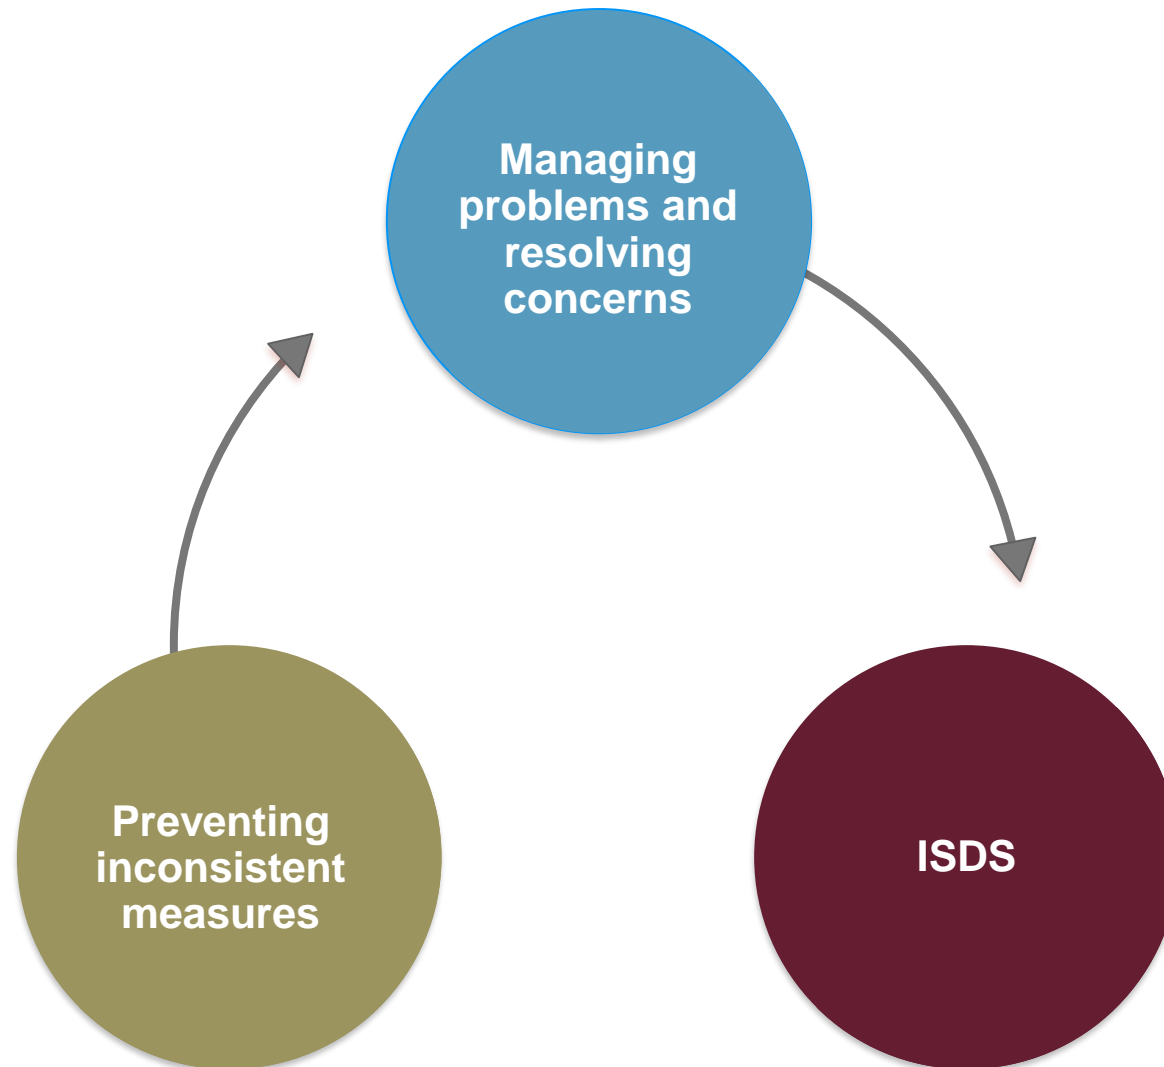 Managing
problems and
resolving
concerns
Preventing
inconsistent
measures
ISDS